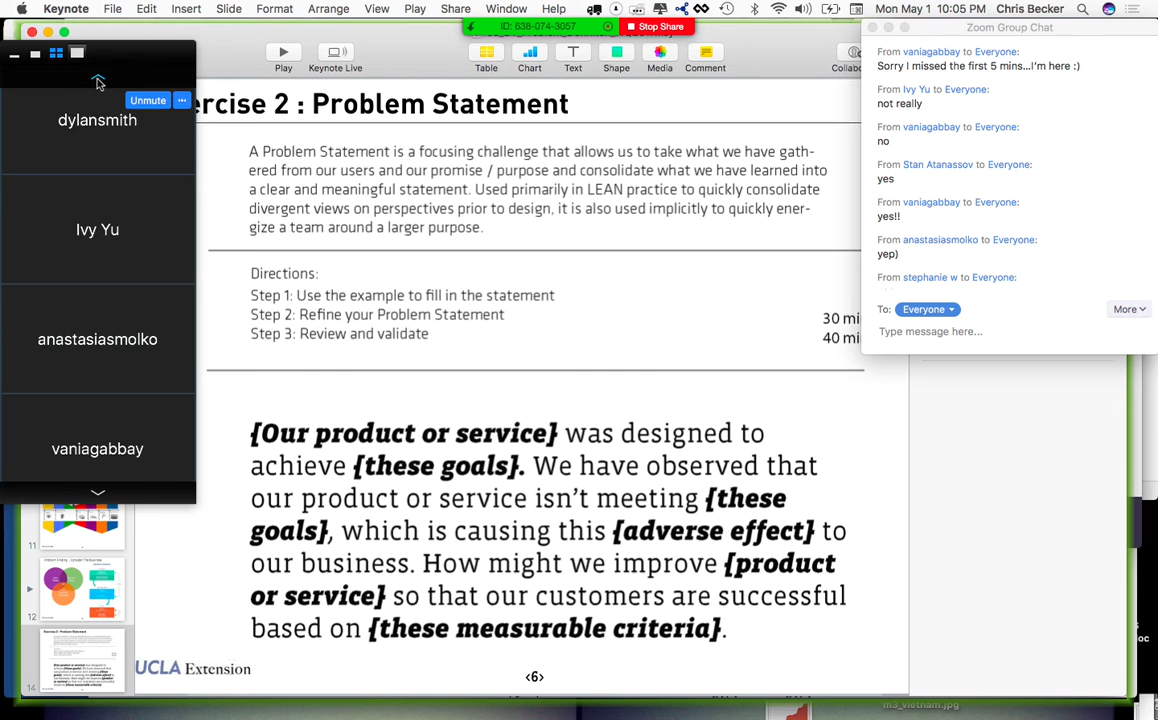 Keynote File Edit Insert Slide Format Arrange View Play Share Window Help Mon May 1 10:05 PM Chris Becker
ID: 638-074-3057 Stop Share
Zoom Group Chat
Play Keynote Live Table Chart Text Shape Media Comment
Unmute ...
dylansmith
Ivy Yu
anastasiasmolko
vaniagabbay
ercise 2 : Problem Statement
A Problem Statement is a focusing challenge that allows us to take what we have gath-
ered from our users and our promise / purpose and consolidate what we have learned into
a clear and meaningful statement. Used primarily in LEAN practice to quickly consolidate
divergent views on perspectives prior to design, it is also used implicitly to quickly ener-
gize a team around a larger purpose.
Directions:
Step 1: Use the example to fill in the statement
Step 2: Refine your Problem Statement
Step 3: Review and validate
30 mi
40 mi
{Our product or service} was designed to
achieve {these goals}. We have observed that
our product or service isn't meeting {these
goals}, which is causing this {adverse effect} to
our business. How might we improve {product
or service} so that our customers are successful
based on {these measurable criteria}.
UCLA Extension
‹6›
11
12
14
From vaniagabbay to Everyone:
Sorry I missed the first 5 mins...I'm here :)
From Ivy Yu to Everyone:
not really
From vaniagabbay to Everyone:
no
From Stan Atanassov to Everyone:
yes
From vaniagabbay to Everyone:
yes!!
From anastasiasmolko to Everyone:
yep)
From stephanie w to Everyone:
To: Everyone More
Type message here...
m3_vietnam.jpg